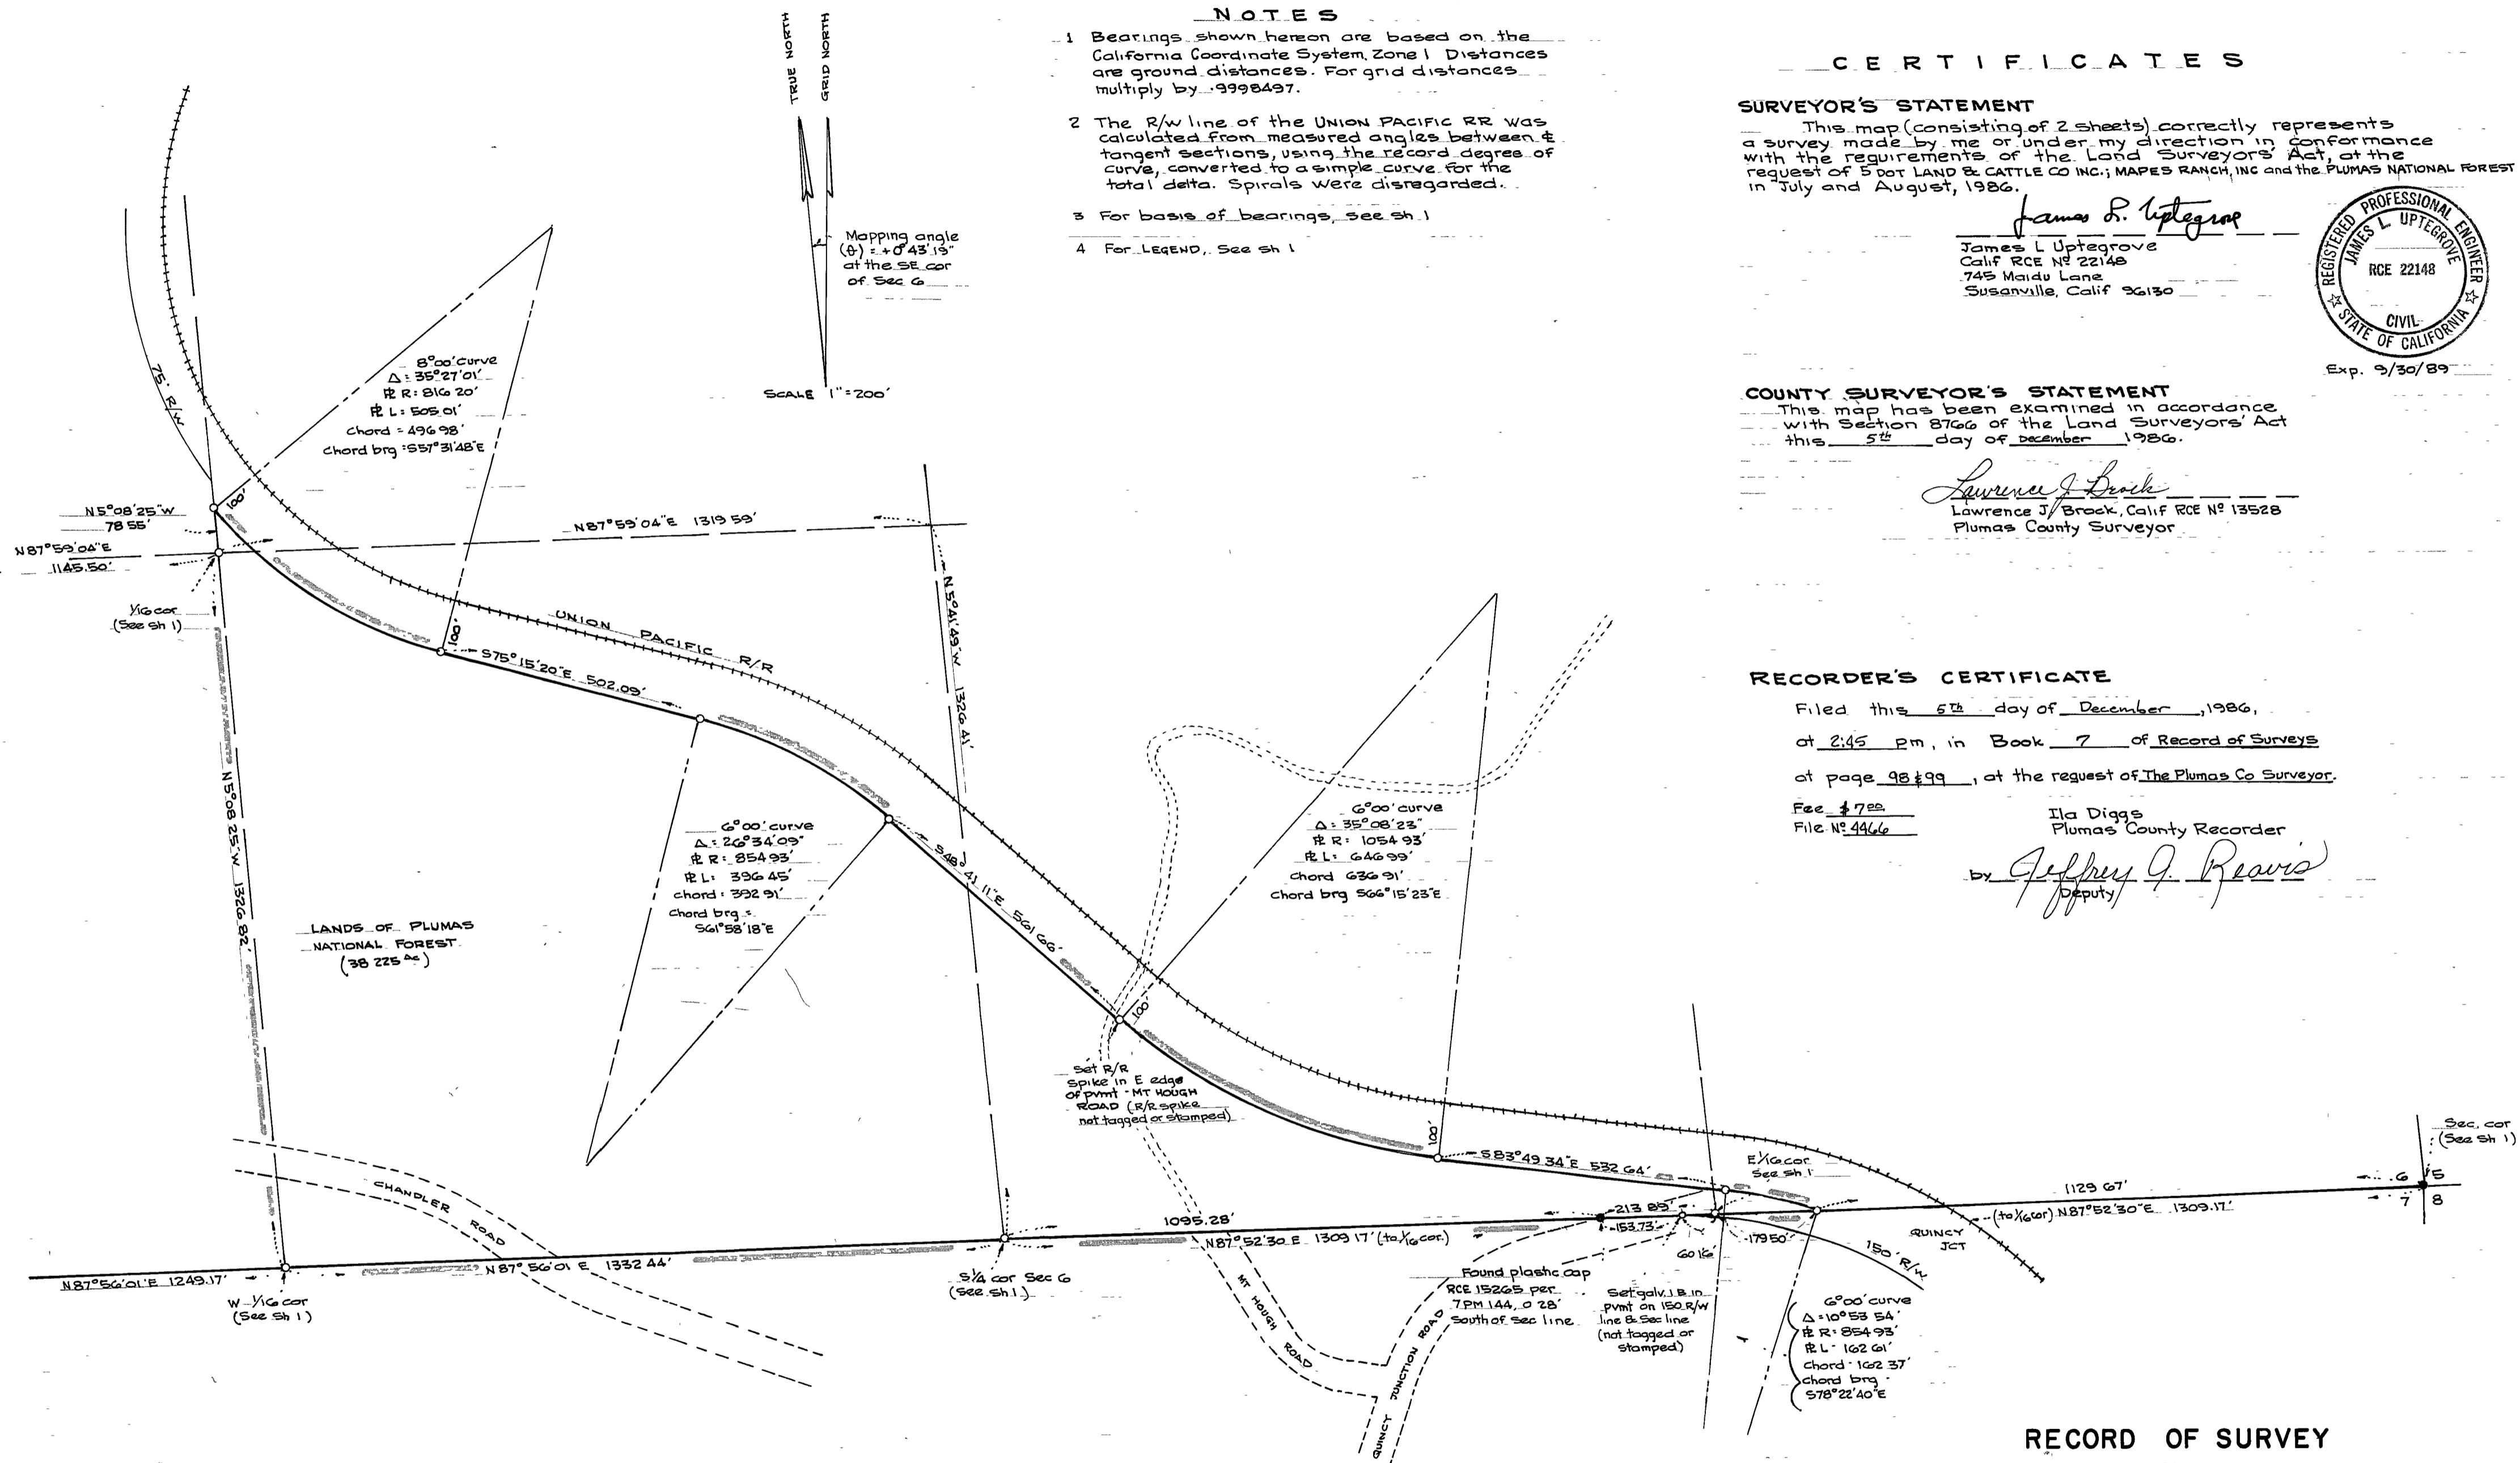 NOTES
1 Bearings shown hereon are based on the
California Coordinate System, Zone 1 Distances
are ground distances. For grid distances
multiply by .9998497.
2 The R/W line of the UNION PACIFIC RR was
calculated from measured angles between ℄
tangent sections, using the record degree of
curve, converted to a simple curve for the
total delta. Spirals were disregarded.
3 For basis of bearings, see sh 1
4 For LEGEND, See sh 1
TRUE NORTH
GRID NORTH
Mapping angle
(θ) = +0°43'19"
at the SE cor
of Sec 6
SCALE 1"=200'
CERTIFICATES
SURVEYOR'S STATEMENT
This map (consisting of 2 sheets) correctly represents
a survey made by me or under my direction in conformance
with the requirements of the Land Surveyors' Act, at the
request of 5 DOT LAND & CATTLE CO INC.; MAPES RANCH, INC and the PLUMAS NATIONAL FOREST
in July and August, 1986.
James L. Uptegrove
James L Uptegrove
Calif RCE Nº 22148
745 Maidu Lane
Susanville, Calif 96130
REGISTERED PROFESSIONAL ENGINEER
JAMES L. UPTEGROVE
RCE 22148
CIVIL
STATE OF CALIFORNIA
Exp. 9/30/89
COUNTY SURVEYOR'S STATEMENT
This map has been examined in accordance
with Section 8766 of the Land Surveyors' Act
this 5th day of December 1986.
Lawrence J Brock
Lawrence J Brock, Calif RCE Nº 13528
Plumas County Surveyor
RECORDER'S CERTIFICATE
Filed this 5th day of December, 1986,
at 2:45 pm, in Book 7 of Record of Surveys
at page 98 & 99, at the request of The Plumas Co Surveyor.
Fee $7.00
File Nº 4466
Ila Diggs
Plumas County Recorder
by Jeffrey A. Reavis
Deputy
75' R/W
8°00' curve
Δ = 35°27'01"
PL R: 816 20'
PL L: 505 01'
Chord = 496 98'
Chord brg = S57°31'48"E
100'
N5°08'25"W
78 55'
N87°59'04"E
1145.50'
1/16 cor
(See Sh 1)
N87°59'04"E 1319 59'
UNION PACIFIC R/R
100'
S75°15'20"E 502.09'
N5°41'49"W 1326.41'
N5°08 25"W 1326.82'
6°00' curve
Δ = 26°34'09"
PL R: 854 93'
PL L: 396 45'
chord: 392 91'
Chord brg =
S61°58'18"E
S48°41 11"E 561 66'
6°00' curve
Δ = 35°08'23"
PL R: 1054 93'
PL L: 646 99'
Chord 636 91'
Chord brg S66°15'23"E
LANDS OF PLUMAS
NATIONAL FOREST
(38 225 Ac)
100'
Set R/R
Spike in E edge
of pvmt - MT HOUGH
ROAD (R/R spike
not tagged or stamped)
100'
S83°49 34"E 532 64'
E 1/16 cor
See sh 1
Sec. cor
(See Sh 1)
6 5
7 8
1129 67'
(to 1/16 cor) N87°52'30"E 1309.17'
QUINCY
JCT
150' R/W
213 89'
153.73'
179 50'
60 16'
1095.28'
N87°52'30 E 1309 17' (to 1/16 cor.)
CHANDLER ROAD
N87°56'01"E 1249.17'
N87°56'01 E 1332 44'
W 1/16 cor
(See Sh 1)
S 1/4 cor Sec 6
(See Sh 1)
MT HOUGH ROAD
QUINCY JUNCTION ROAD
Found plastic cap
RCE 15265 per
7 PM 144, 0 28'
South of sec line
Set galv. I B in
pvmt on 150 R/W
line & Sec line
(not tagged or
stamped)
6°00' curve
Δ = 10°53 54"
PL R: 854 93'
PL L - 162 61'
Chord - 162 37'
Chord brg -
S78°22'40"E
RECORD OF SURVEY